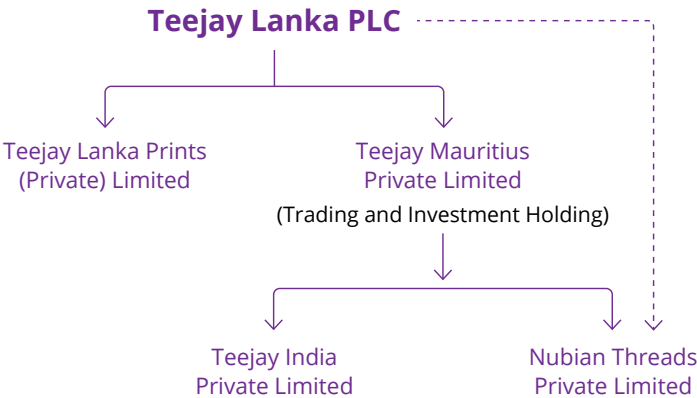 Teejay Lanka PLC
Teejay Lanka Prints
(Private) Limited
Teejay Mauritius
Private Limited
(Trading and Investment Holding)
Teejay India
Private Limited
Nubian Threads
Private Limited